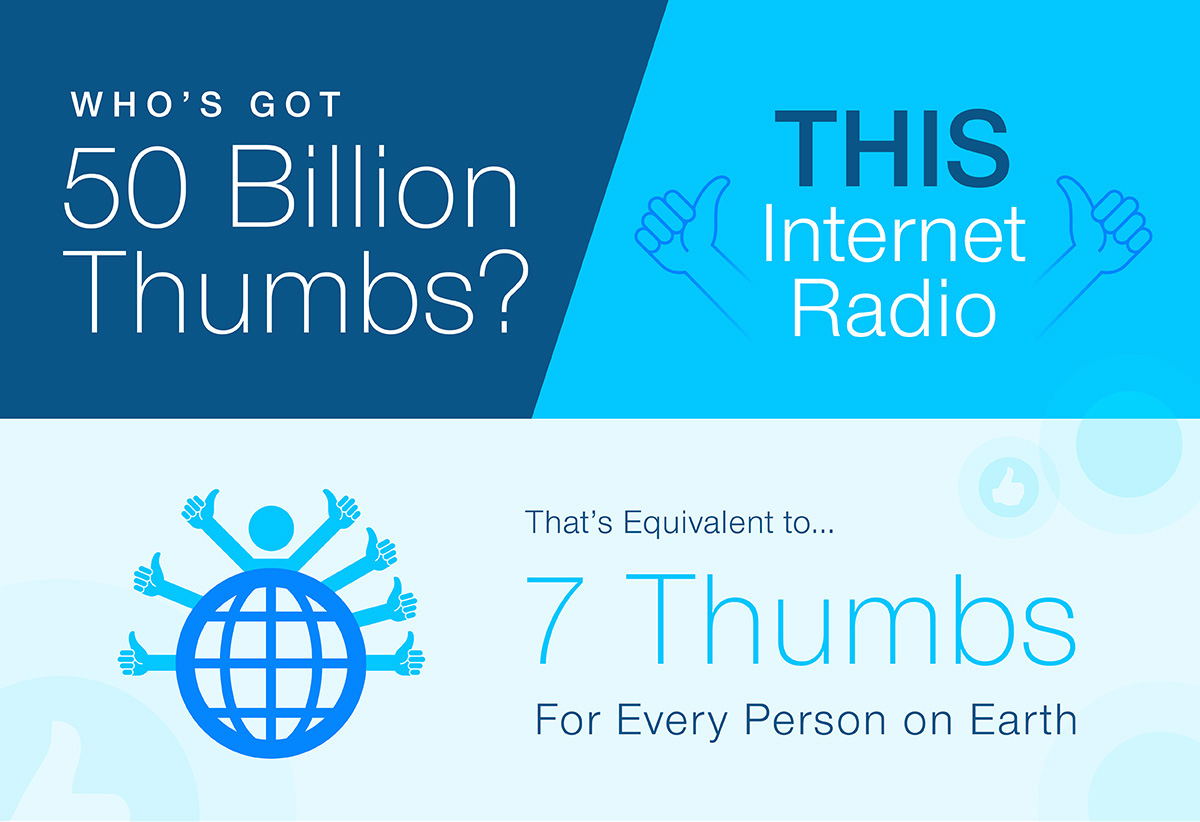 WHO'S GOT
50 Billion
Thumbs?
THIS
Internet
Radio
That's Equivalent to...
7 Thumbs
For Every Person on Earth